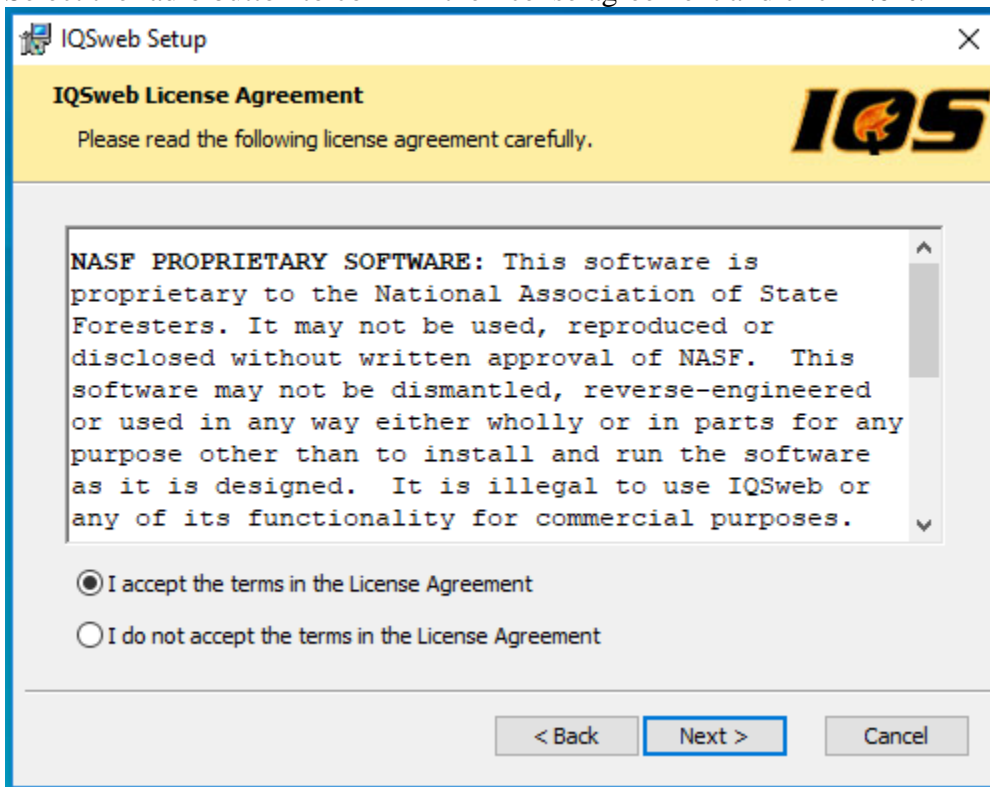 IQSweb Setup
IQSweb License Agreement
Please read the following license agreement carefully.
IQS
NASF PROPRIETARY SOFTWARE: This software is
proprietary to the National Association of State
Foresters. It may not be used, reproduced or
disclosed without written approval of NASF.  This
software may not be dismantled, reverse-engineered
or used in any way either wholly or in parts for any
purpose other than to install and run the software
as it is designed.  It is illegal to use IQSweb or
any of its functionality for commercial purposes.
I accept the terms in the License Agreement
I do not accept the terms in the License Agreement
< Back
Next >
Cancel